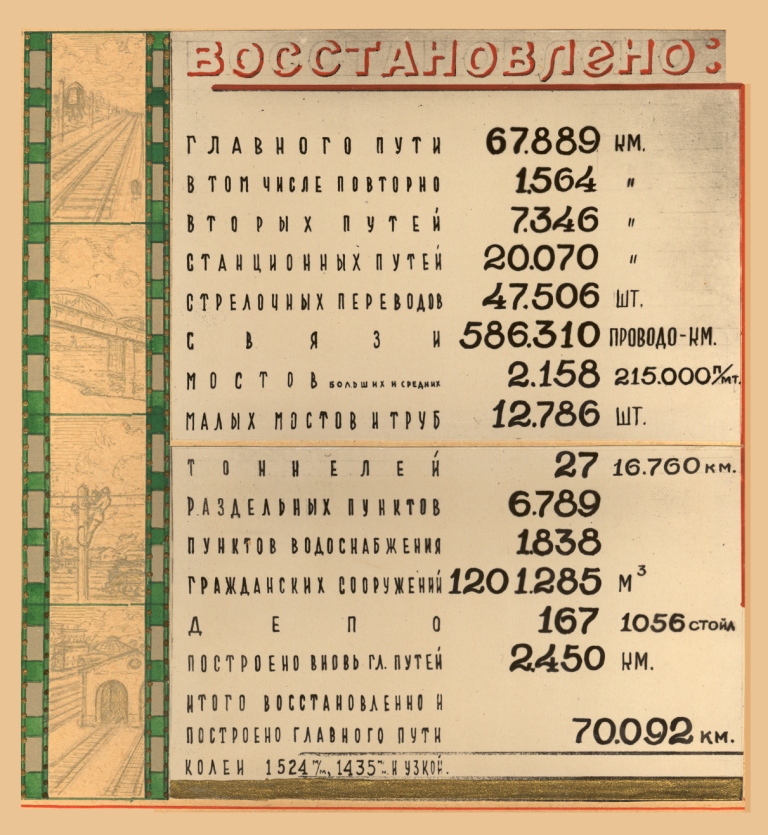 ВОССТАНОВЛЕНО:
ГЛАВНОГО ПУТИ 67.889 КМ.
В ТОМ ЧИСЛЕ ПОВТОРНО 1.564 "
ВТОРЫХ ПУТЕЙ 7.346 "
СТАНЦИОННЫХ ПУТЕЙ 20.070 "
СТРЕЛОЧНЫХ ПЕРЕВОДОВ 47.506 ШТ.
СВЯЗИ 586.310 ПРОВОДО-КМ.
МОСТОВ БОЛЬШИХ И СРЕДНИХ 2.158 215.000 П/МТ.
МАЛЫХ МОСТОВ И ТРУБ 12.786 ШТ.
ТОННЕЛЕЙ 27 16.760 КМ.
РАЗДЕЛЬНЫХ ПУНКТОВ 6.789
ПУНКТОВ ВОДОСНАБЖЕНИЯ 1.838
ГРАЖДАНСКИХ СООРУЖЕНИЙ 1201.285 М³
ДЕПО 167 1056 СТОЙЛ
ПОСТРОЕНО ВНОВЬ ГЛ. ПУТЕЙ 2.450 КМ.
ИТОГО ВОССТАНОВЛЕННО И
ПОСТРОЕНО ГЛАВНОГО ПУТИ 70.092 КМ.
КОЛЕИ 1524 м/м, 1435 м/м И УЗКОЙ.